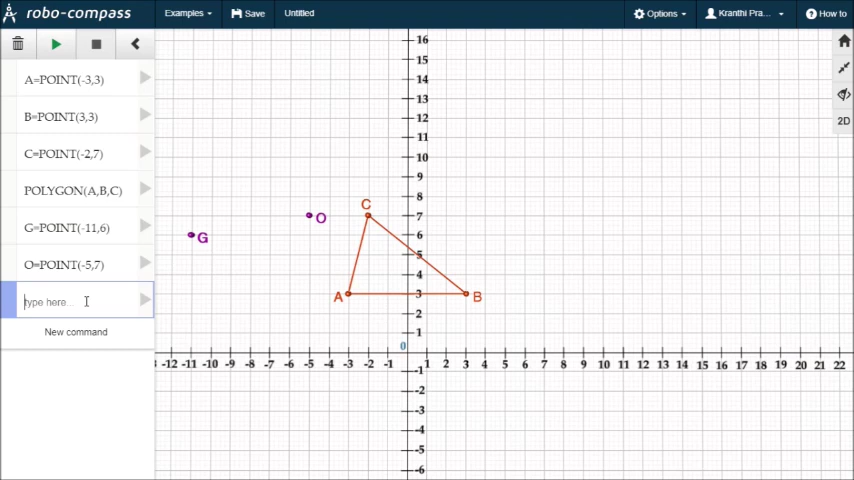 robo-compass Examples Save Untitled Options Kranthi Pra... How to
2D
A=POINT(-3,3)
B=POINT(3,3)
C=POINT(-2,7)
POLYGON(A,B,C)
G=POINT(-11,6)
O=POINT(-5,7)
type here...
New command
16
15
14
13
12
11
10
9
8
7
6
5
4
3
2
1
0
-1
-2
-3
-4
-5
-6
C
O
G
A
B
3 -12 -11 -10 -9 -8 -7 -6 -5 -4 -3 -2 -1 1 2 3 4 5 6 7 8 9 10 11 12 13 14 15 16 17 18 19 20 21 22